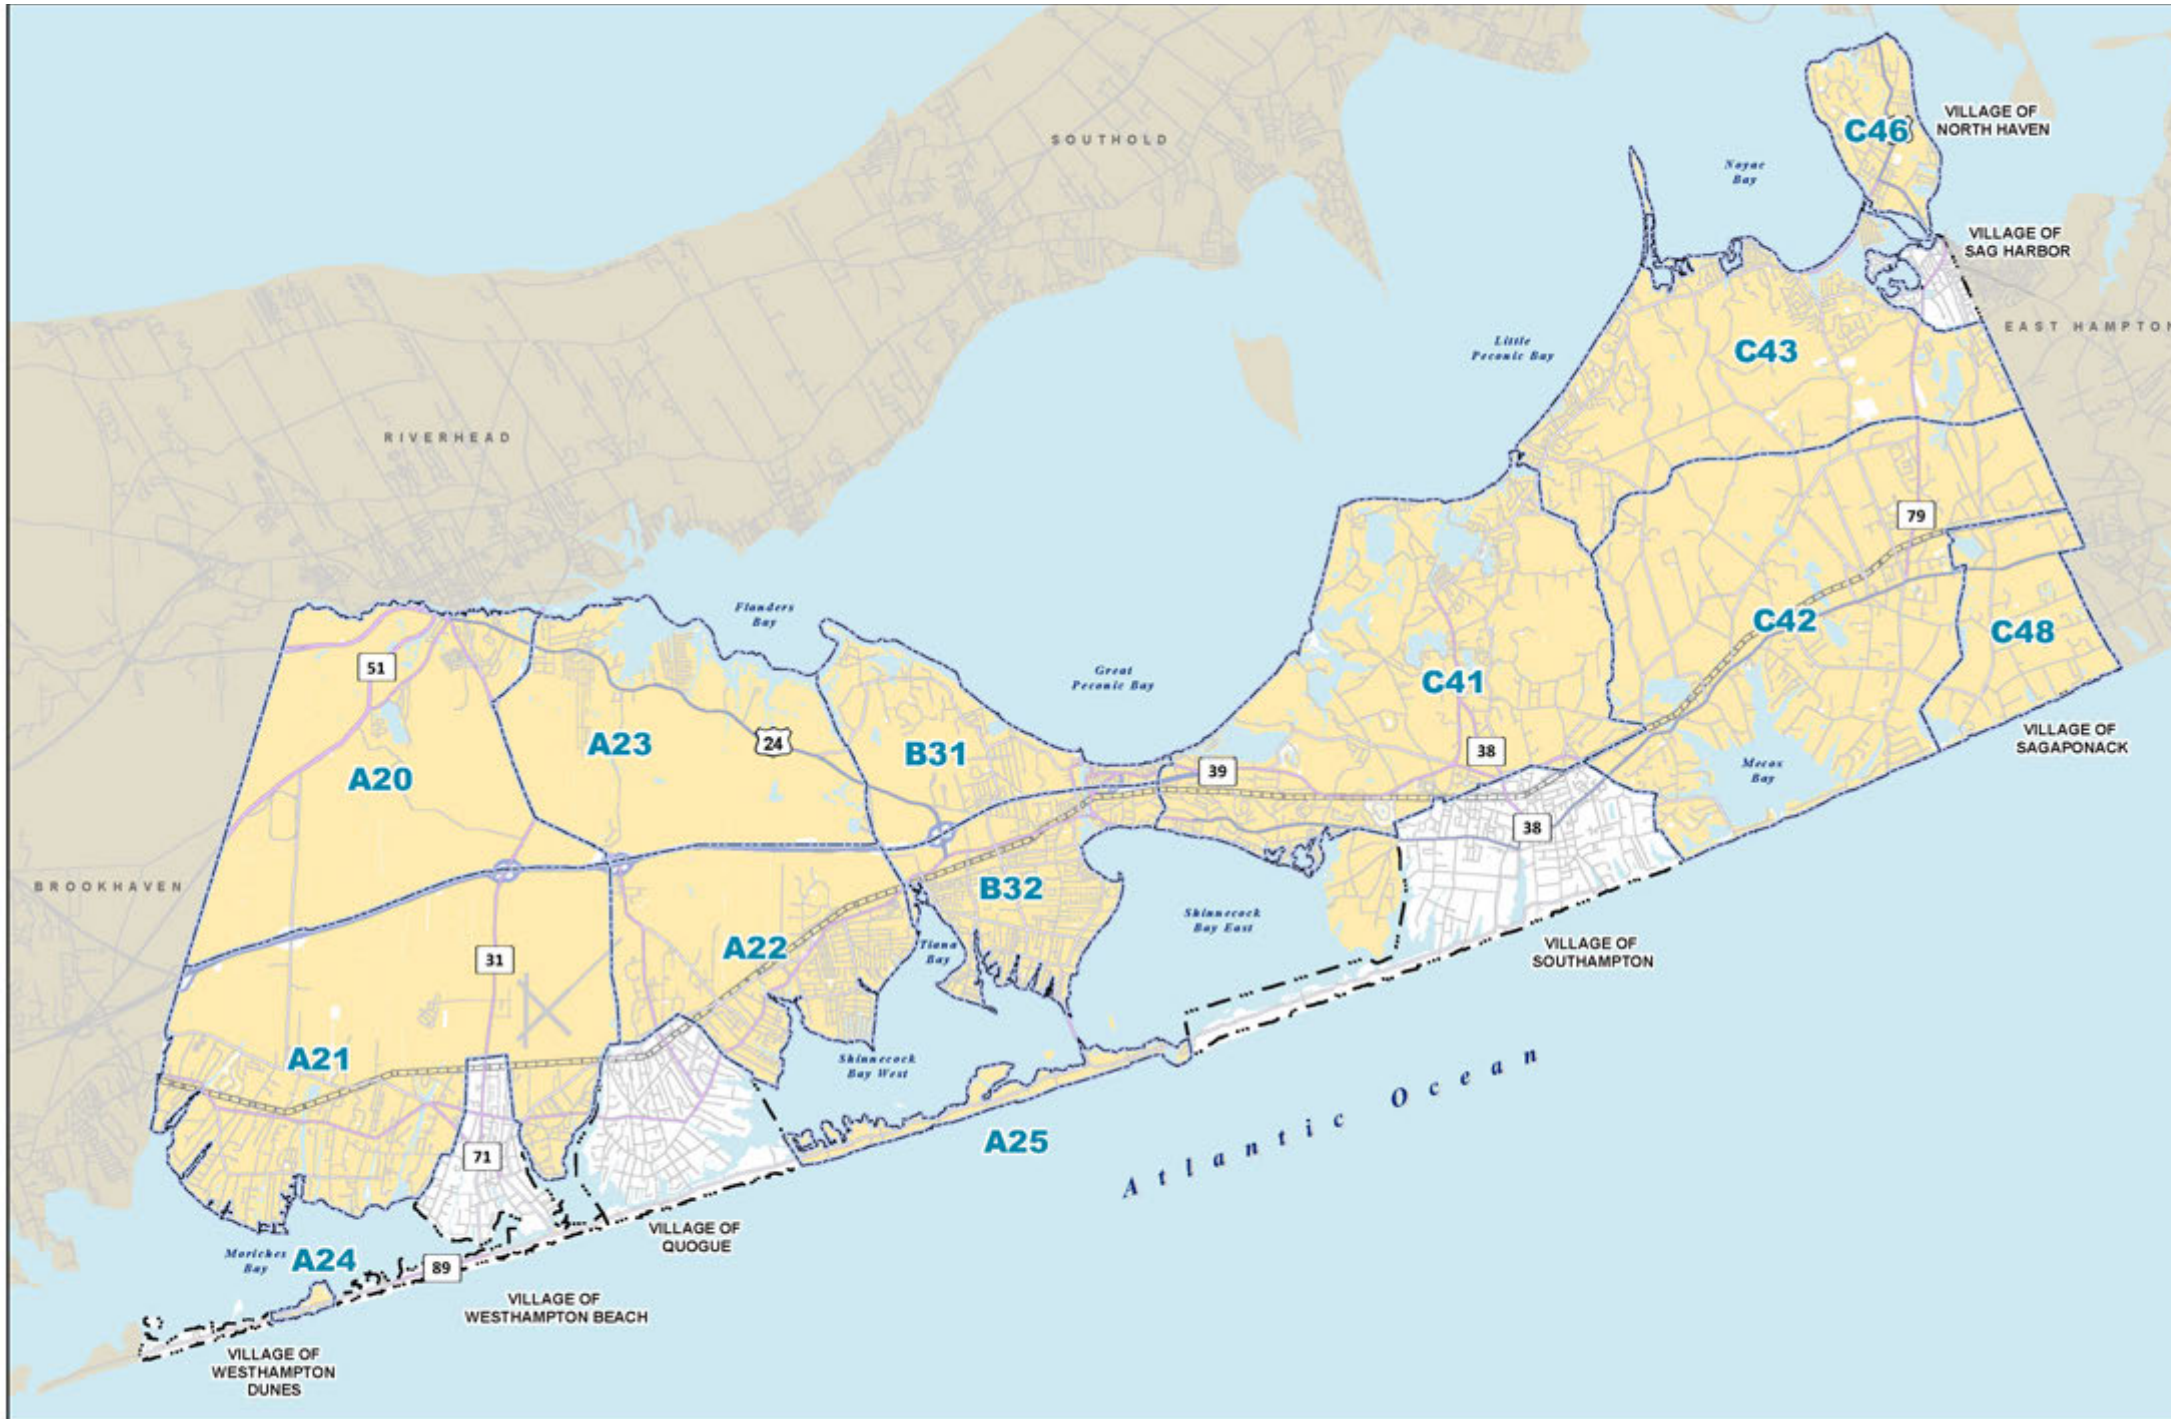 VILLAGE OF
NORTH HAVEN
C46
SOUTHOLD
Noyac
Bay
VILLAGE OF
SAG HARBOR
EAST HAMPTON
Little
Peconic Bay
C43
RIVERHEAD
79
Flanders
Bay
C42
C48
51
Great
Peconic Bay
C41
A23
24
B31
38
39
VILLAGE OF
SAGAPONACK
A20
Mecox
Bay
38
BROOKHAVEN
B32
Shinnecock
Bay East
A22
Tiana
Bay
VILLAGE OF
SOUTHAMPTON
31
A21
Shinnecock
Bay West
Atlantic Ocean
A25
71
VILLAGE OF
QUOGUE
Moriches
Bay
A24
89
VILLAGE OF
WESTHAMPTON BEACH
VILLAGE OF
WESTHAMPTON
DUNES